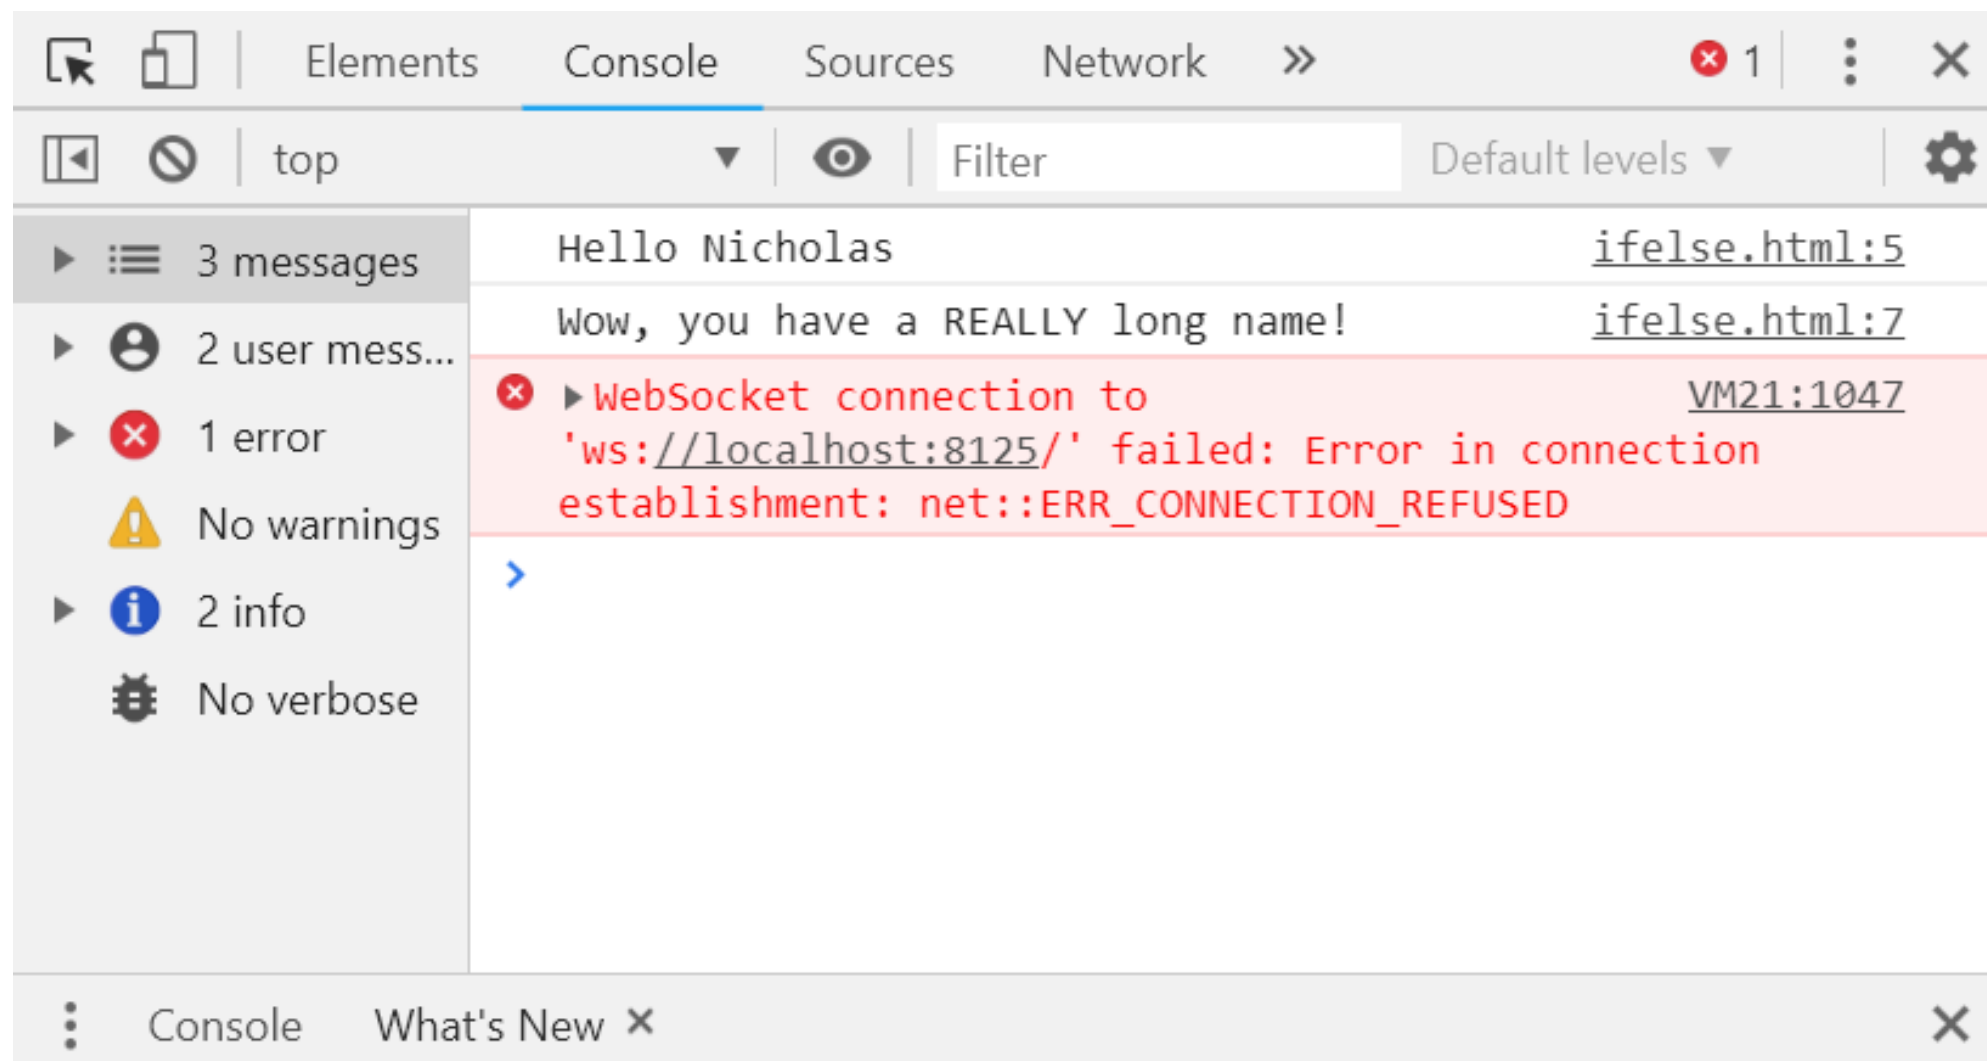 Elements Console Sources Network » 1
top Filter Default levels
3 messages
2 user mess...
1 error
No warnings
2 info
No verbose
Hello Nicholas ifelse.html:5
Wow, you have a REALLY long name! ifelse.html:7
WebSocket connection to VM21:1047
'ws://localhost:8125/' failed: Error in connection
establishment: net::ERR_CONNECTION_REFUSED
Console What's New